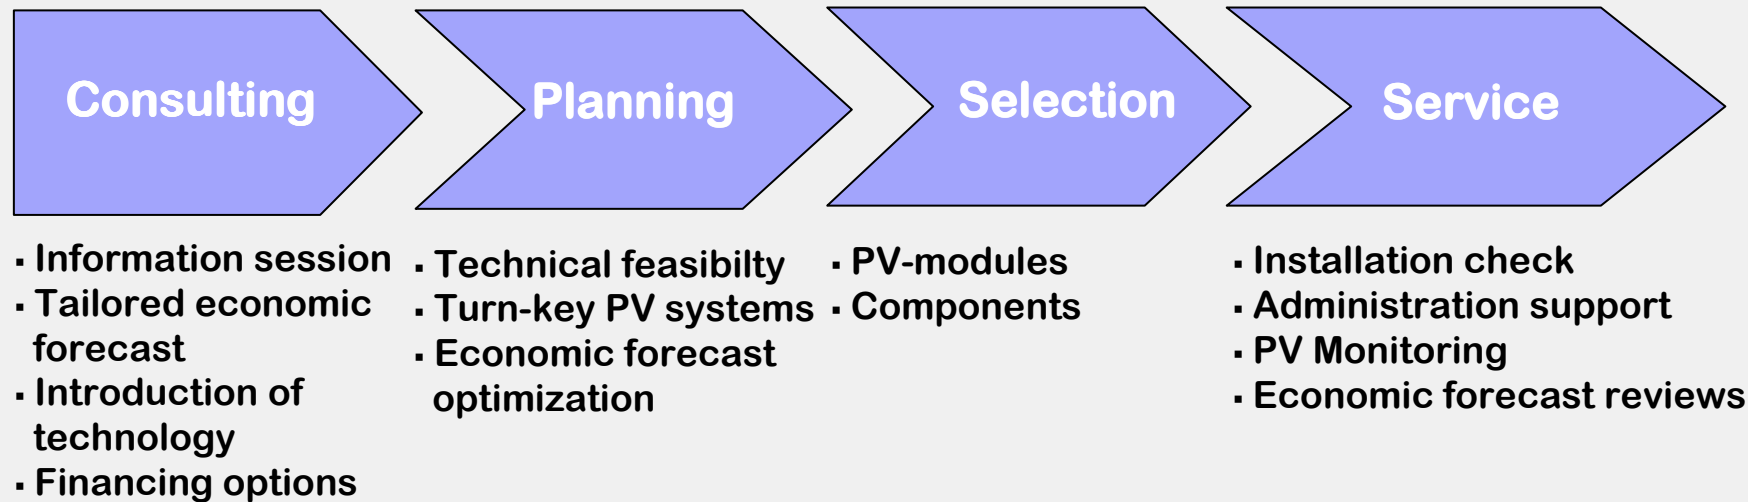 Consulting
Planning
Selection
Service
▪ Information session
▪ Tailored economic
forecast
▪ Introduction of
technology
▪ Financing options
▪ Technical feasibilty
▪ Turn-key PV systems
▪ Economic forecast
optimization
▪ PV-modules
▪ Components
▪ Installation check
▪ Administration support
▪ PV Monitoring
▪ Economic forecast reviews